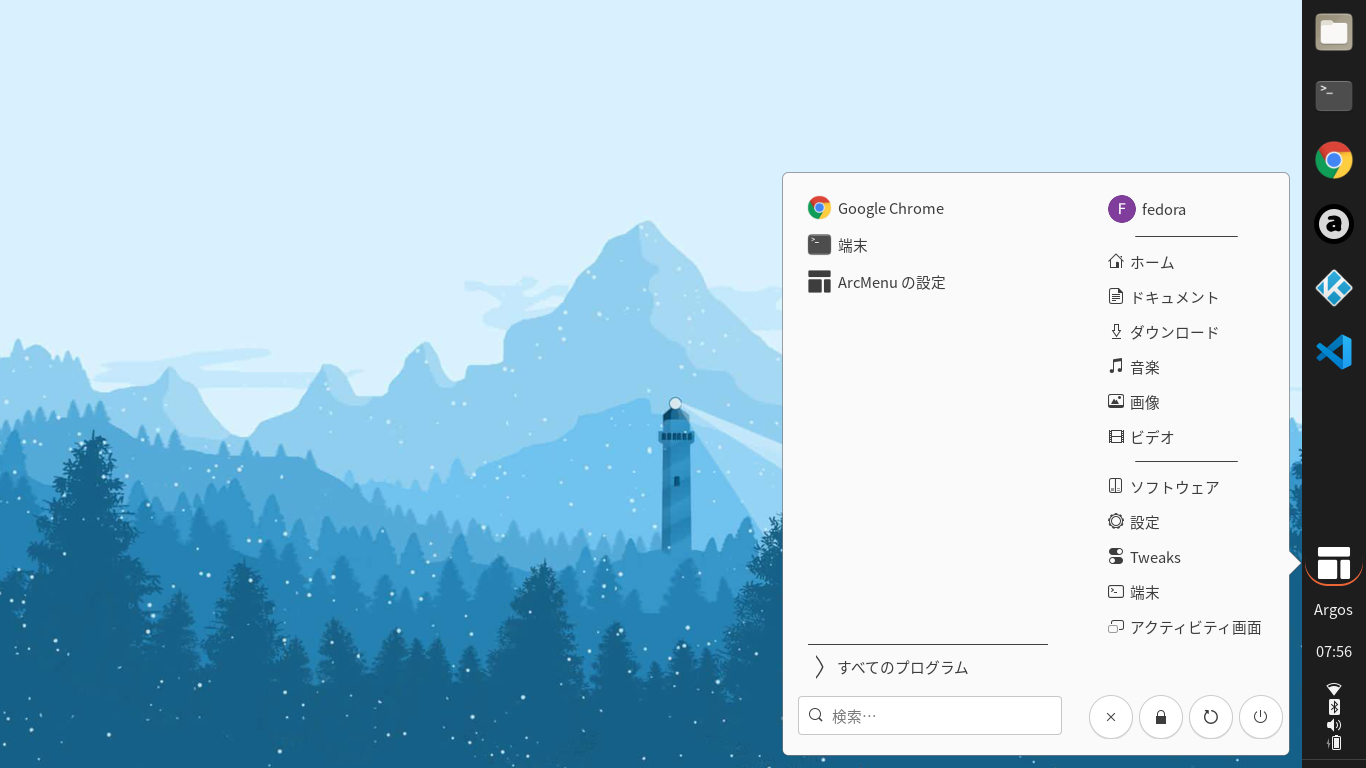 Google Chrome
端末
ArcMenu の設定
すべてのプログラム
検索…
F fedora
ホーム
ドキュメント
ダウンロード
音楽
画像
ビデオ
ソフトウェア
設定
Tweaks
端末
アクティビティ画面
>_
a
Argos
07:56